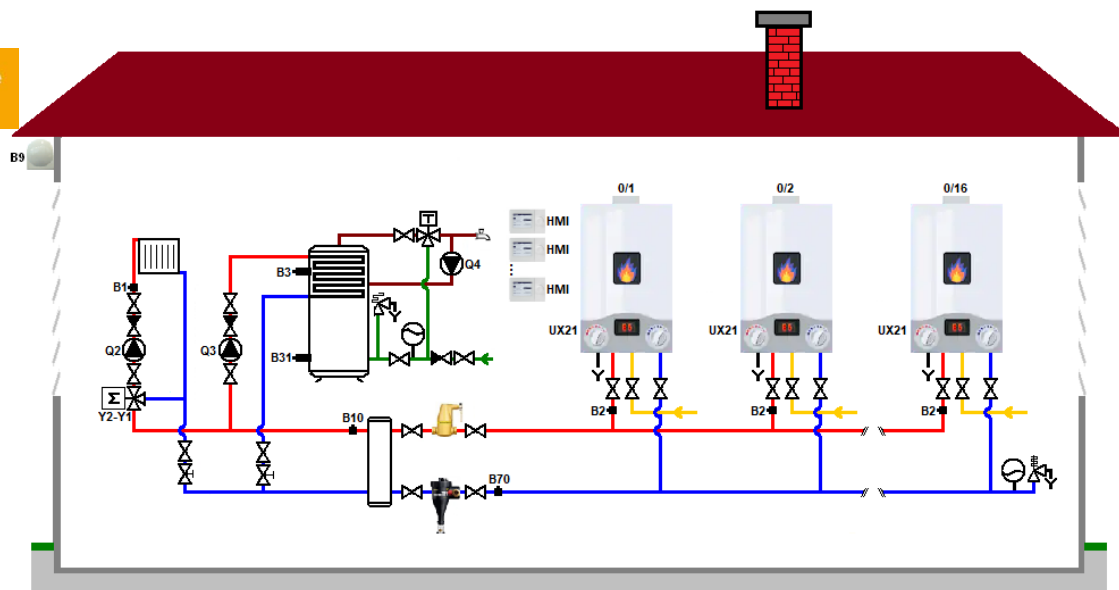 B9
0/1
0/2
0/16
T
HMI
HMI
HMI
Q4
B3
B1
Q2
Q3
B31
UX21
UX21
UX21
M
Y2-Y1
B10
B2
B2
B2
B70